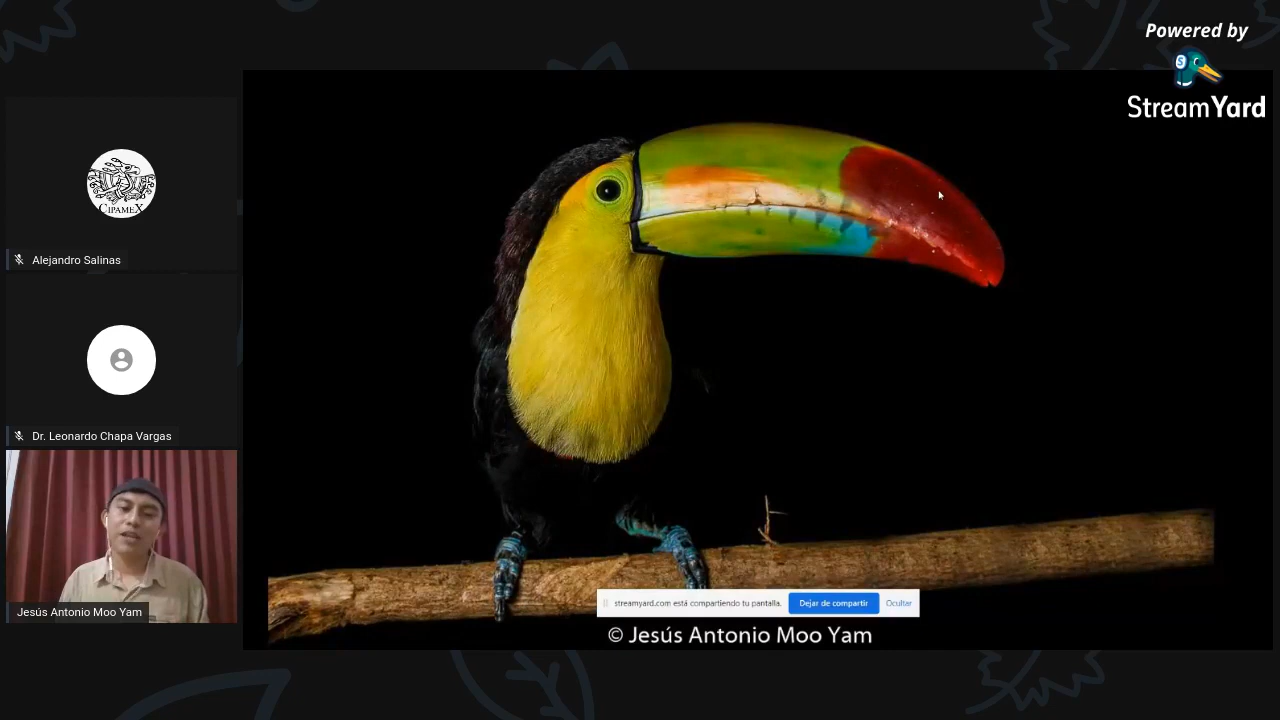 Powered by
StreamYard
CIPAMEX
Alejandro Salinas
Dr. Leonardo Chapa Vargas
Jesús Antonio Moo Yam
streamyard.com está compartiendo tu pantalla.
Dejar de compartir
Ocultar
© Jesús Antonio Moo Yam